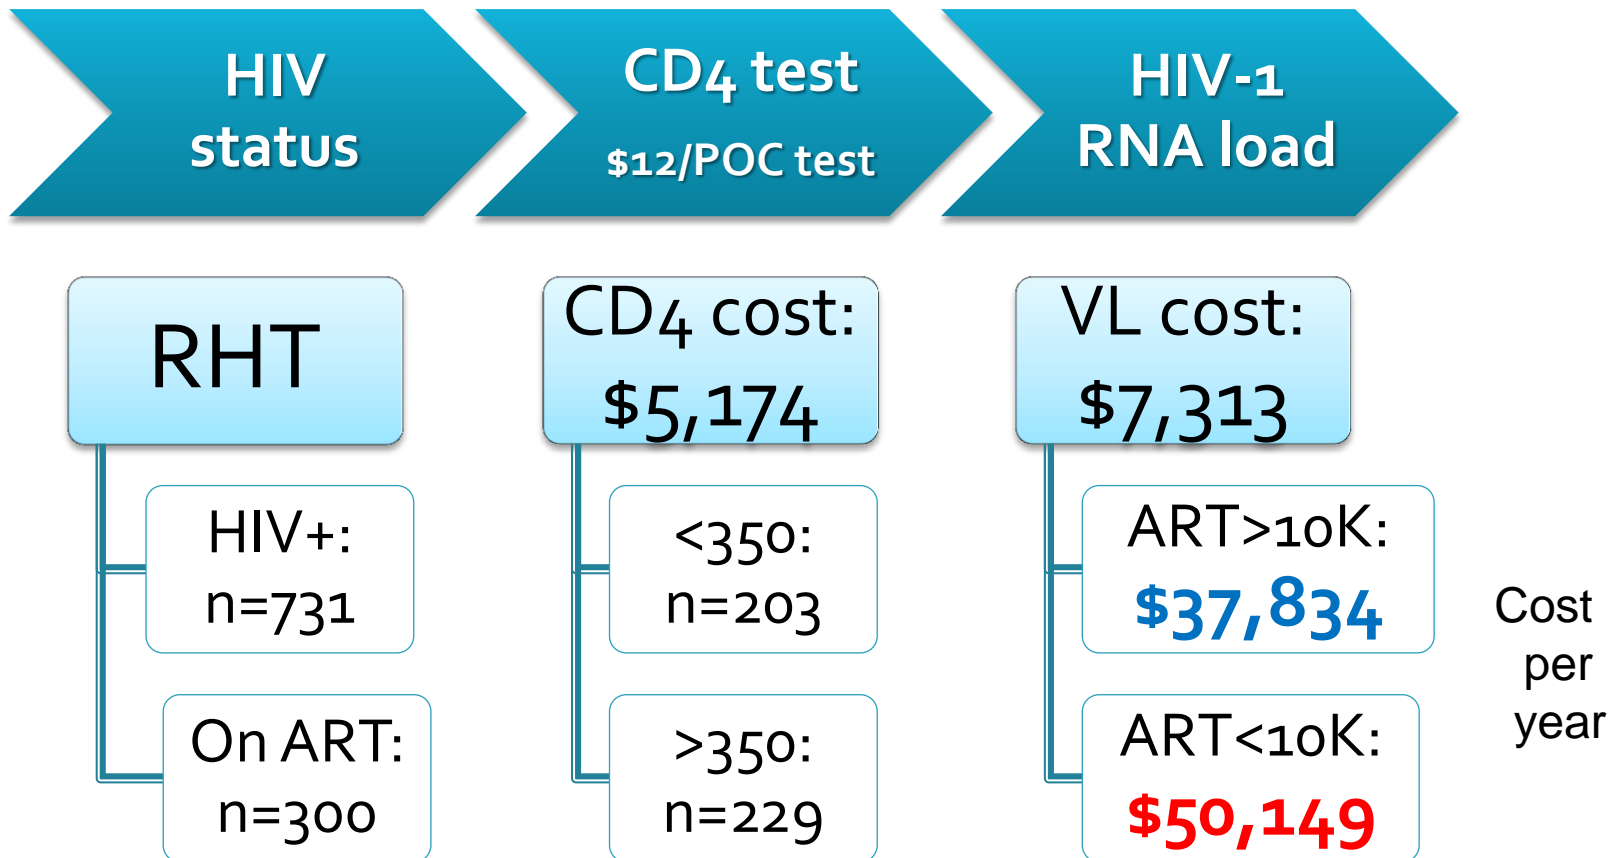 HIV
status
CD4 test
$12/POC test
HIV-1
RNA load
RHT
HIV+:
n=731
On ART:
n=300
CD4 cost:
$5,174
<350:
n=203
>350:
n=229
VL cost:
$7,313
ART>10K:
$37,834
ART<10K:
$50,149
Cost
per
year